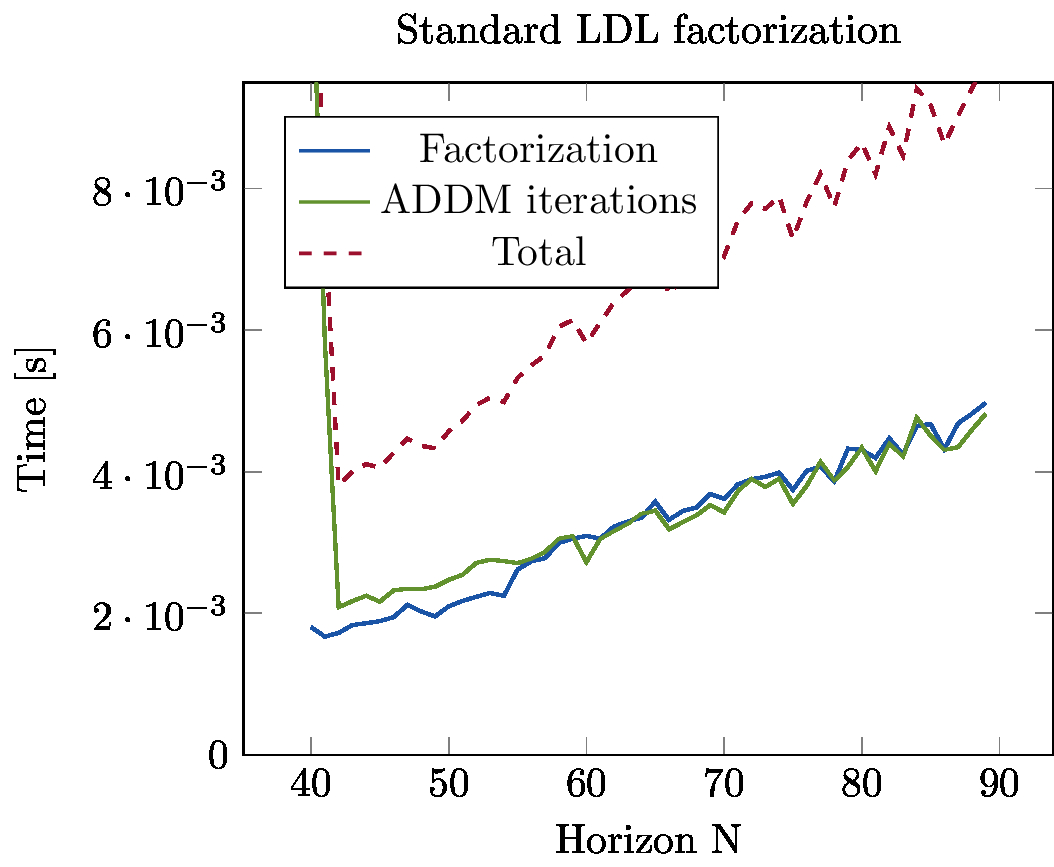 Standard LDL factorization
Factorization
ADDM iterations
Total
Time [s]
8 · 10⁻³
6 · 10⁻³
4 · 10⁻³
2 · 10⁻³
0
40 50 60 70 80 90
Horizon N